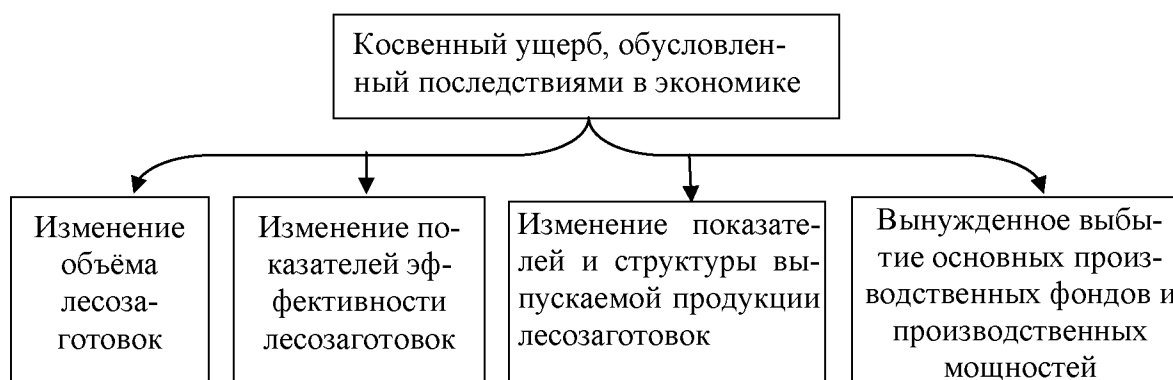 Косвенный ущерб, обусловлен-
ный последствиями в экономике
Изменение
объёма
лесоза-
готовок
Изменение по-
казателей эф-
фективности
лесозаготовок
Изменение показате-
лей и структуры вы-
пускаемой продукции
лесозаготовок
Вынужденное выбы-
тие основных произ-
водственных фондов и
производственных
мощностей